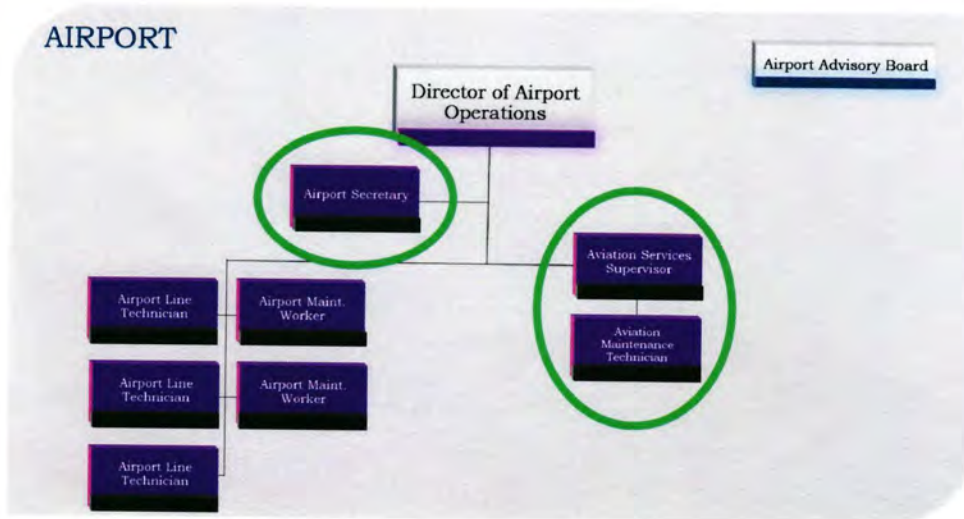 AIRPORT
Airport Advisory Board
Director of Airport
Operations
Airport Secretary
Aviation Services
Supervisor
Airport Line
Technician
Airport Maint.
Worker
Aviation
Maintenance
Technician
Airport Line
Technician
Airport Maint.
Worker
Airport Line
Technician